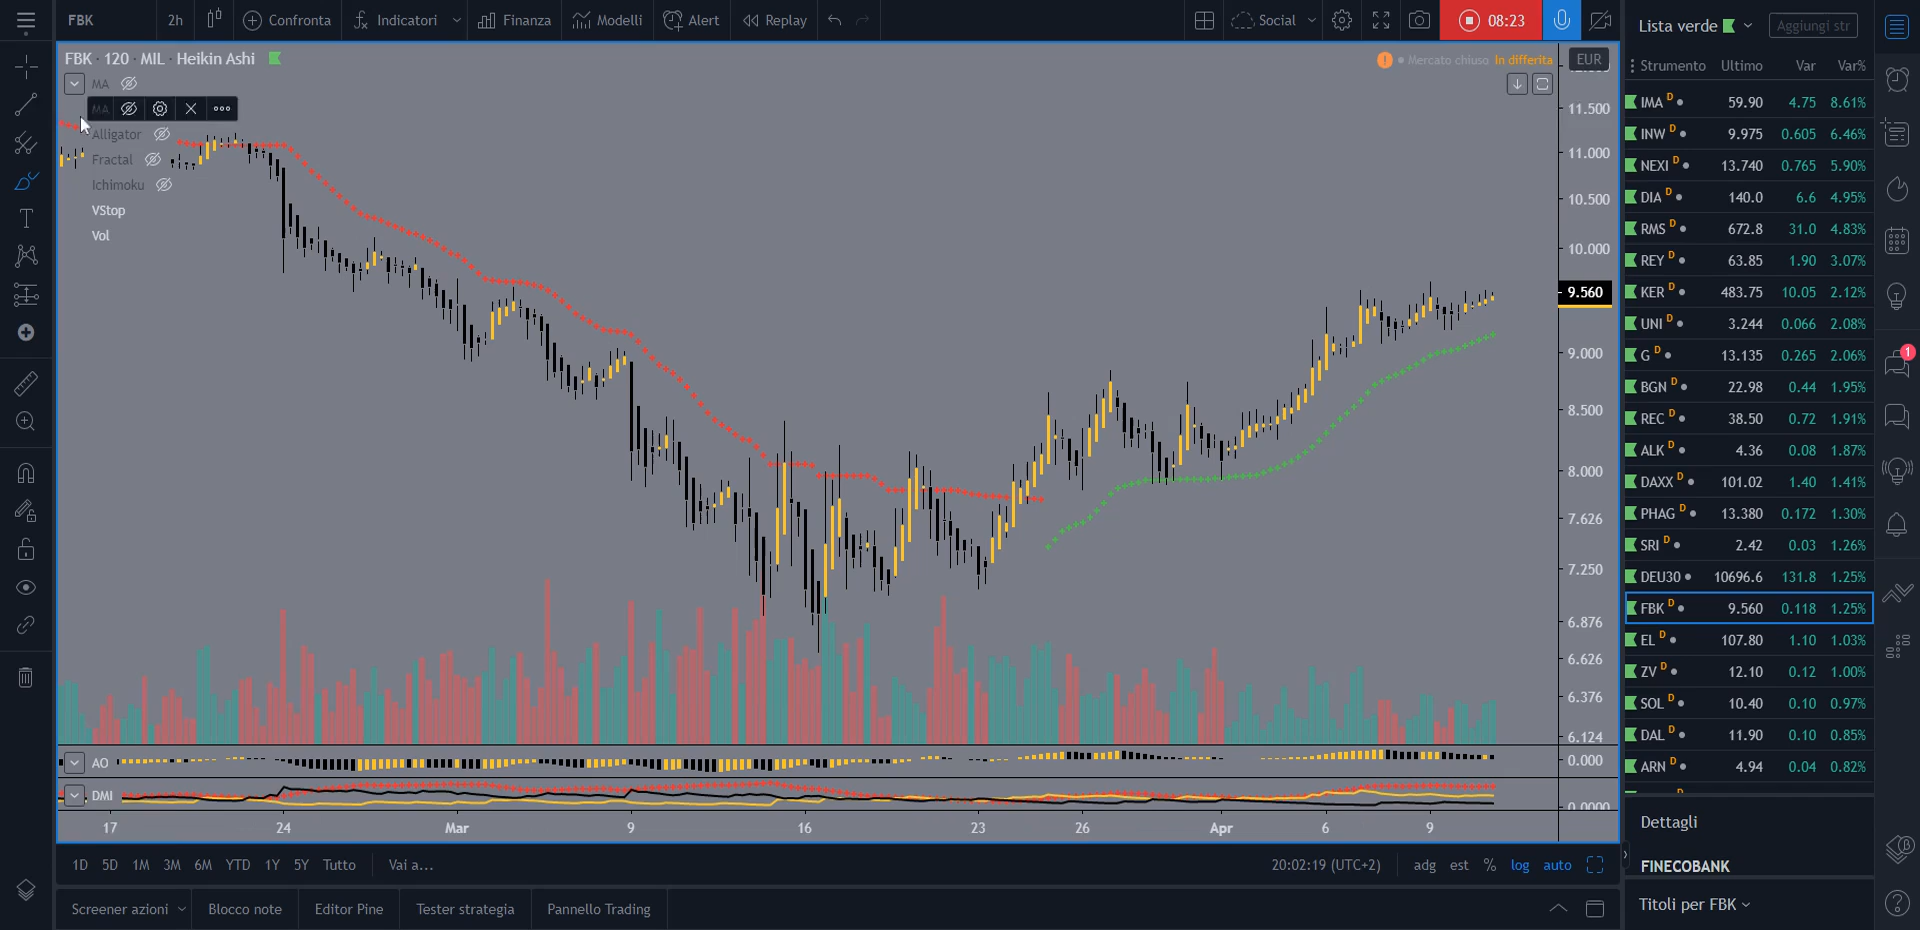 FBK 2h Confronta Indicatori Finanza Modelli Alert Replay Social 08:23
FBK · 120 · MIL · Heikin Ashi
Mercato chiuso In differita EUR
MA
MA
Alligator
Fractal
Ichimoku
VStop
Vol
11.500
11.000
10.500
10.000
9.560
9.000
8.500
8.000
7.626
7.250
6.876
6.626
6.376
6.124
AO 0.000
DMI 0.0000
17 24 Mar 9 16 23 26 Apr 6 9
1D 5D 1M 3M 6M YTD 1Y 5Y Tutto Vai a... 20:02:19 (UTC+2) adg est % log auto
Screener azioni Blocco note Editor Pine Tester strategia Pannello Trading
Lista verde Aggiungi str
Strumento Ultimo Var Var%
IMA D 59.90 4.75 8.61%
INW D 9.975 0.605 6.46%
NEXI D 13.740 0.765 5.90%
DIA D 140.0 6.6 4.95%
RMS D 672.8 31.0 4.83%
REY D 63.85 1.90 3.07%
KER D 483.75 10.05 2.12%
UNI D 3.244 0.066 2.08%
G D 13.135 0.265 2.06%
BGN D 22.98 0.44 1.95%
REC D 38.50 0.72 1.91%
ALK D 4.36 0.08 1.87%
DAXX D 101.02 1.40 1.41%
PHAG D 13.380 0.172 1.30%
SRI D 2.42 0.03 1.26%
DEU30 10696.6 131.8 1.25%
FBK D 9.560 0.118 1.25%
EL D 107.80 1.10 1.03%
ZV D 12.10 0.12 1.00%
SOL D 10.40 0.10 0.97%
DAL D 11.90 0.10 0.85%
ARN D 4.94 0.04 0.82%
Dettagli
FINECOBANK
Titoli per FBK
1